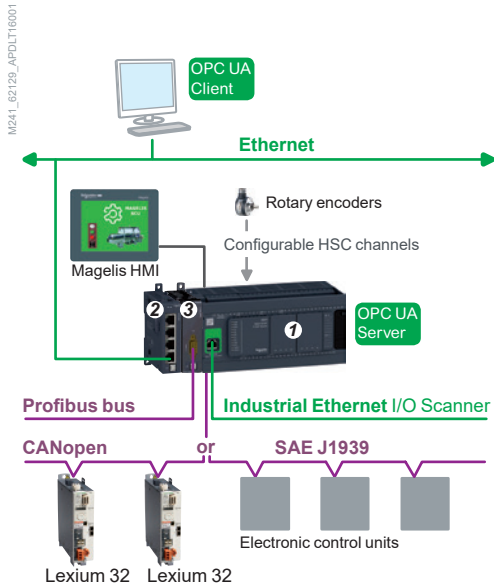 M241_62129_APDLT16001
OPC UA
Client
Ethernet
MAGELIS
Rotary encoders
Configurable HSC channels
Magelis HMI
2
3
1
OPC UA
Server
Profibus bus
Industrial Ethernet I/O Scanner
CANopen
or
SAE J1939
Electronic control units
Lexium 32
Lexium 32